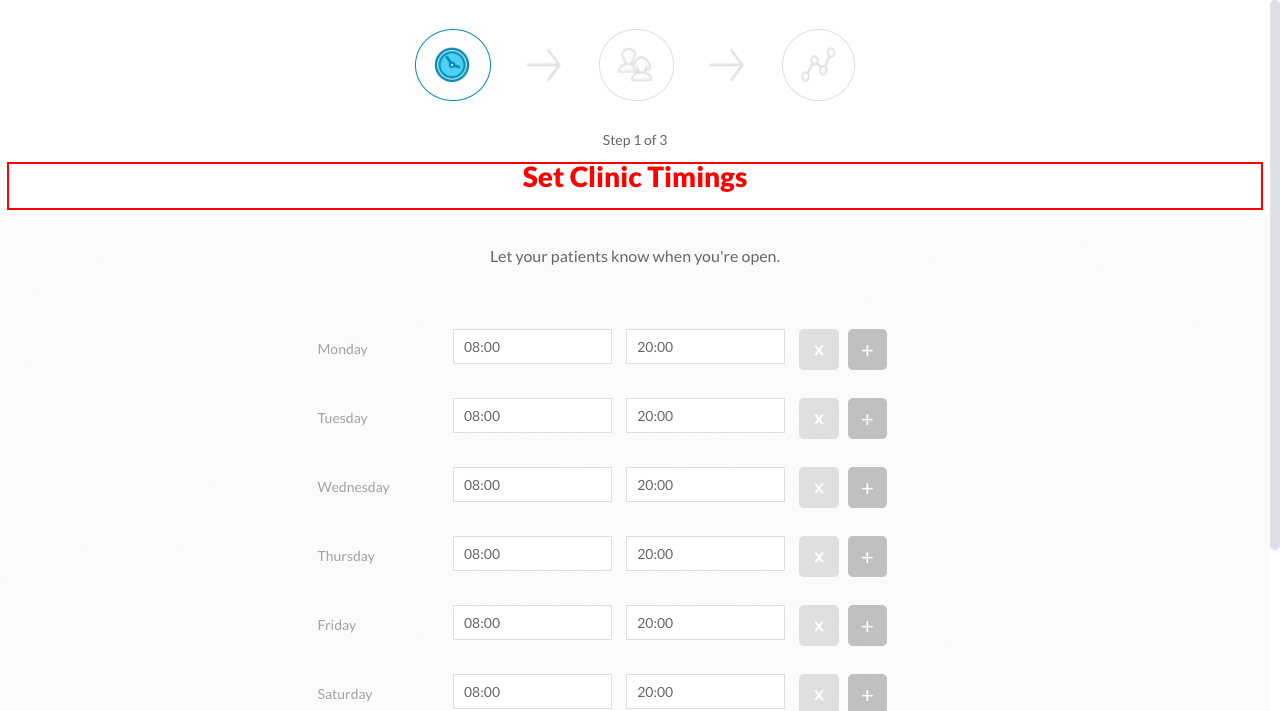 Step 1 of 3
Set Clinic Timings
Let your patients know when you're open.
Monday 08:00 20:00 x +
Tuesday 08:00 20:00 x +
Wednesday 08:00 20:00 x +
Thursday 08:00 20:00 x +
Friday 08:00 20:00 x +
Saturday 08:00 20:00 x +